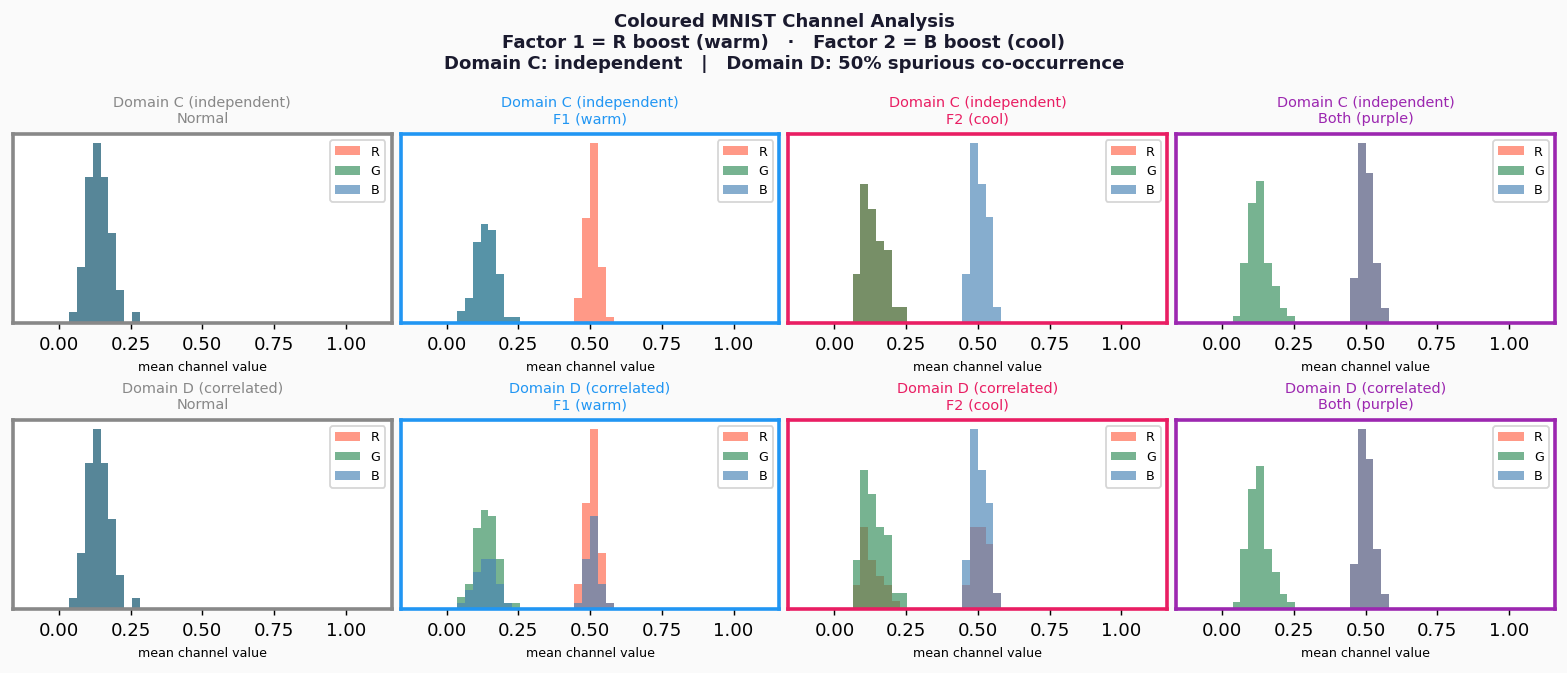 Coloured MNIST Channel Analysis
Factor 1 = R boost (warm)   ·   Factor 2 = B boost (cool)
Domain C: independent   |   Domain D: 50% spurious co-occurrence
Domain C (independent)
Normal
R
G
B
0.00 0.25 0.50 0.75 1.00
mean channel value
Domain C (independent)
F1 (warm)
R
G
B
0.00 0.25 0.50 0.75 1.00
mean channel value
Domain C (independent)
F2 (cool)
R
G
B
0.00 0.25 0.50 0.75 1.00
mean channel value
Domain C (independent)
Both (purple)
R
G
B
0.00 0.25 0.50 0.75 1.00
mean channel value
Domain D (correlated)
Normal
R
G
B
0.00 0.25 0.50 0.75 1.00
mean channel value
Domain D (correlated)
F1 (warm)
R
G
B
0.00 0.25 0.50 0.75 1.00
mean channel value
Domain D (correlated)
F2 (cool)
R
G
B
0.00 0.25 0.50 0.75 1.00
mean channel value
Domain D (correlated)
Both (purple)
R
G
B
0.00 0.25 0.50 0.75 1.00
mean channel value